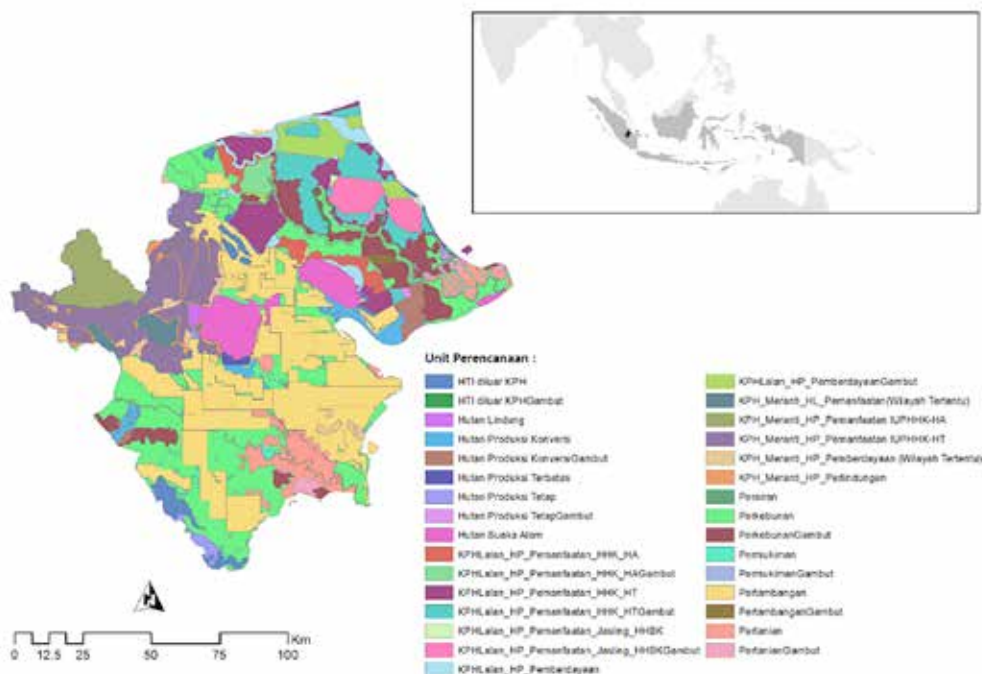 Unit Perencanaan :
HTI diluar KPH
HTI diluar KPHGambut
Hutan Lindung
Hutan Produksi Konversi
Hutan Produksi KonversiGambut
Hutan Produksi Terbatas
Hutan Produksi Tetap
Hutan Produksi TetapGambut
Hutan Suaka Alam
KPHLalan_HP_Pemanfaatan_HHK_HA
KPHLalan_HP_Pemanfaatan_HHK_HAGambut
KPHLalan_HP_Pemanfaatan_HHK_HT
KPHLalan_HP_Pemanfaatan_HHK_HTGambut
KPHLalan_HP_Pemanfaatan_Jasling_HHBK
KPHLalan_HP_Pemanfaatan_Jasling_HHBKGambut
KPHLalan_HP_Pemberdayaan
KPHLalan_HP_PemberdayaanGambut
KPH_Meranti_HL_Pemanfaatan(Wilayah Tertentu)
KPH_Meranti_HP_Pemanfaatan IUPHHK-HA
KPH_Meranti_HP_Pemanfaatan IUPHHK-HT
KPH_Meranti_HP_Pemberdayaan (Wilayah Tertentu)
KPH_Meranti_HP_Perlindungan
Perairan
Perkebunan
PerkebunanGambut
Permukiman
PermukimanGambut
Pertambangan
PertambanganGambut
Pertanian
PertanianGambut
Km
0 12.5 25 50 75 100